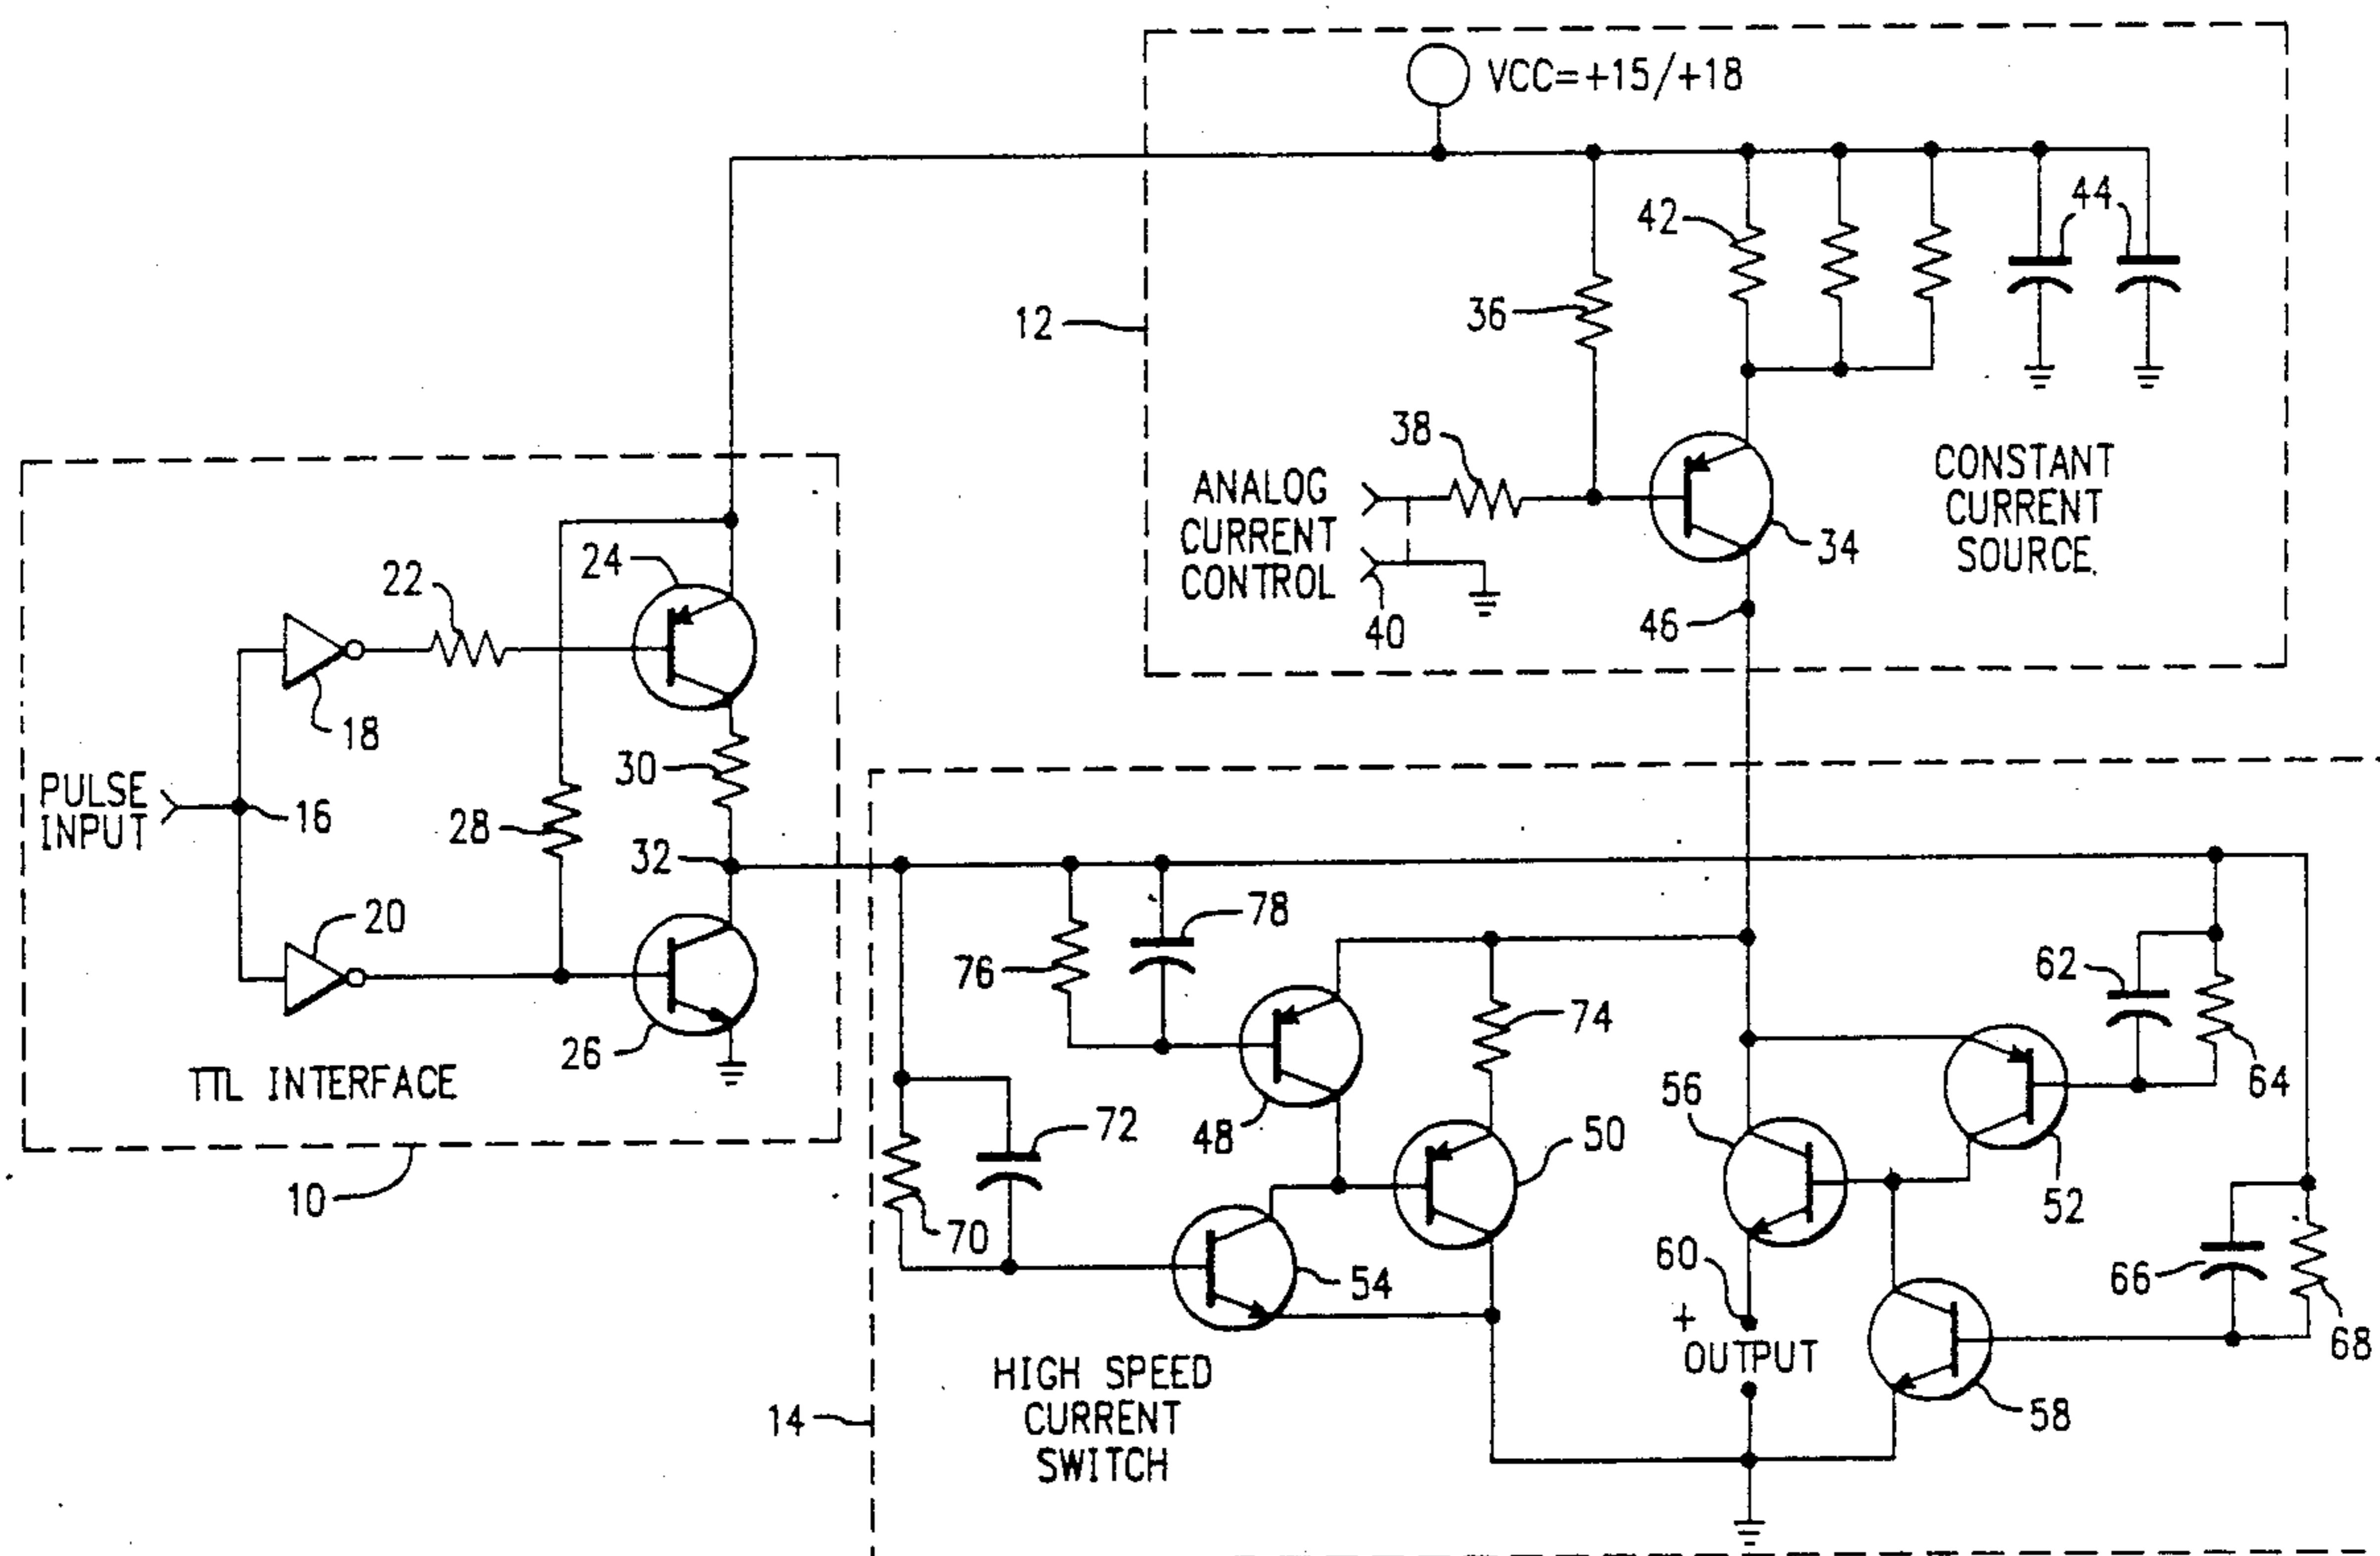 VCC=+15/+18
44
42
36
12
38
ANALOG
CURRENT
CONTROL
40
CONSTANT
CURRENT
SOURCE
34
46
24
22
18
30
PULSE
INPUT
16
28
32
20
26
TTL INTERFACE
10
78
76
62
74
64
56
48
72
50
52
70
54
60
66
68
+
OUTPUT
58
HIGH SPEED
CURRENT
SWITCH
14